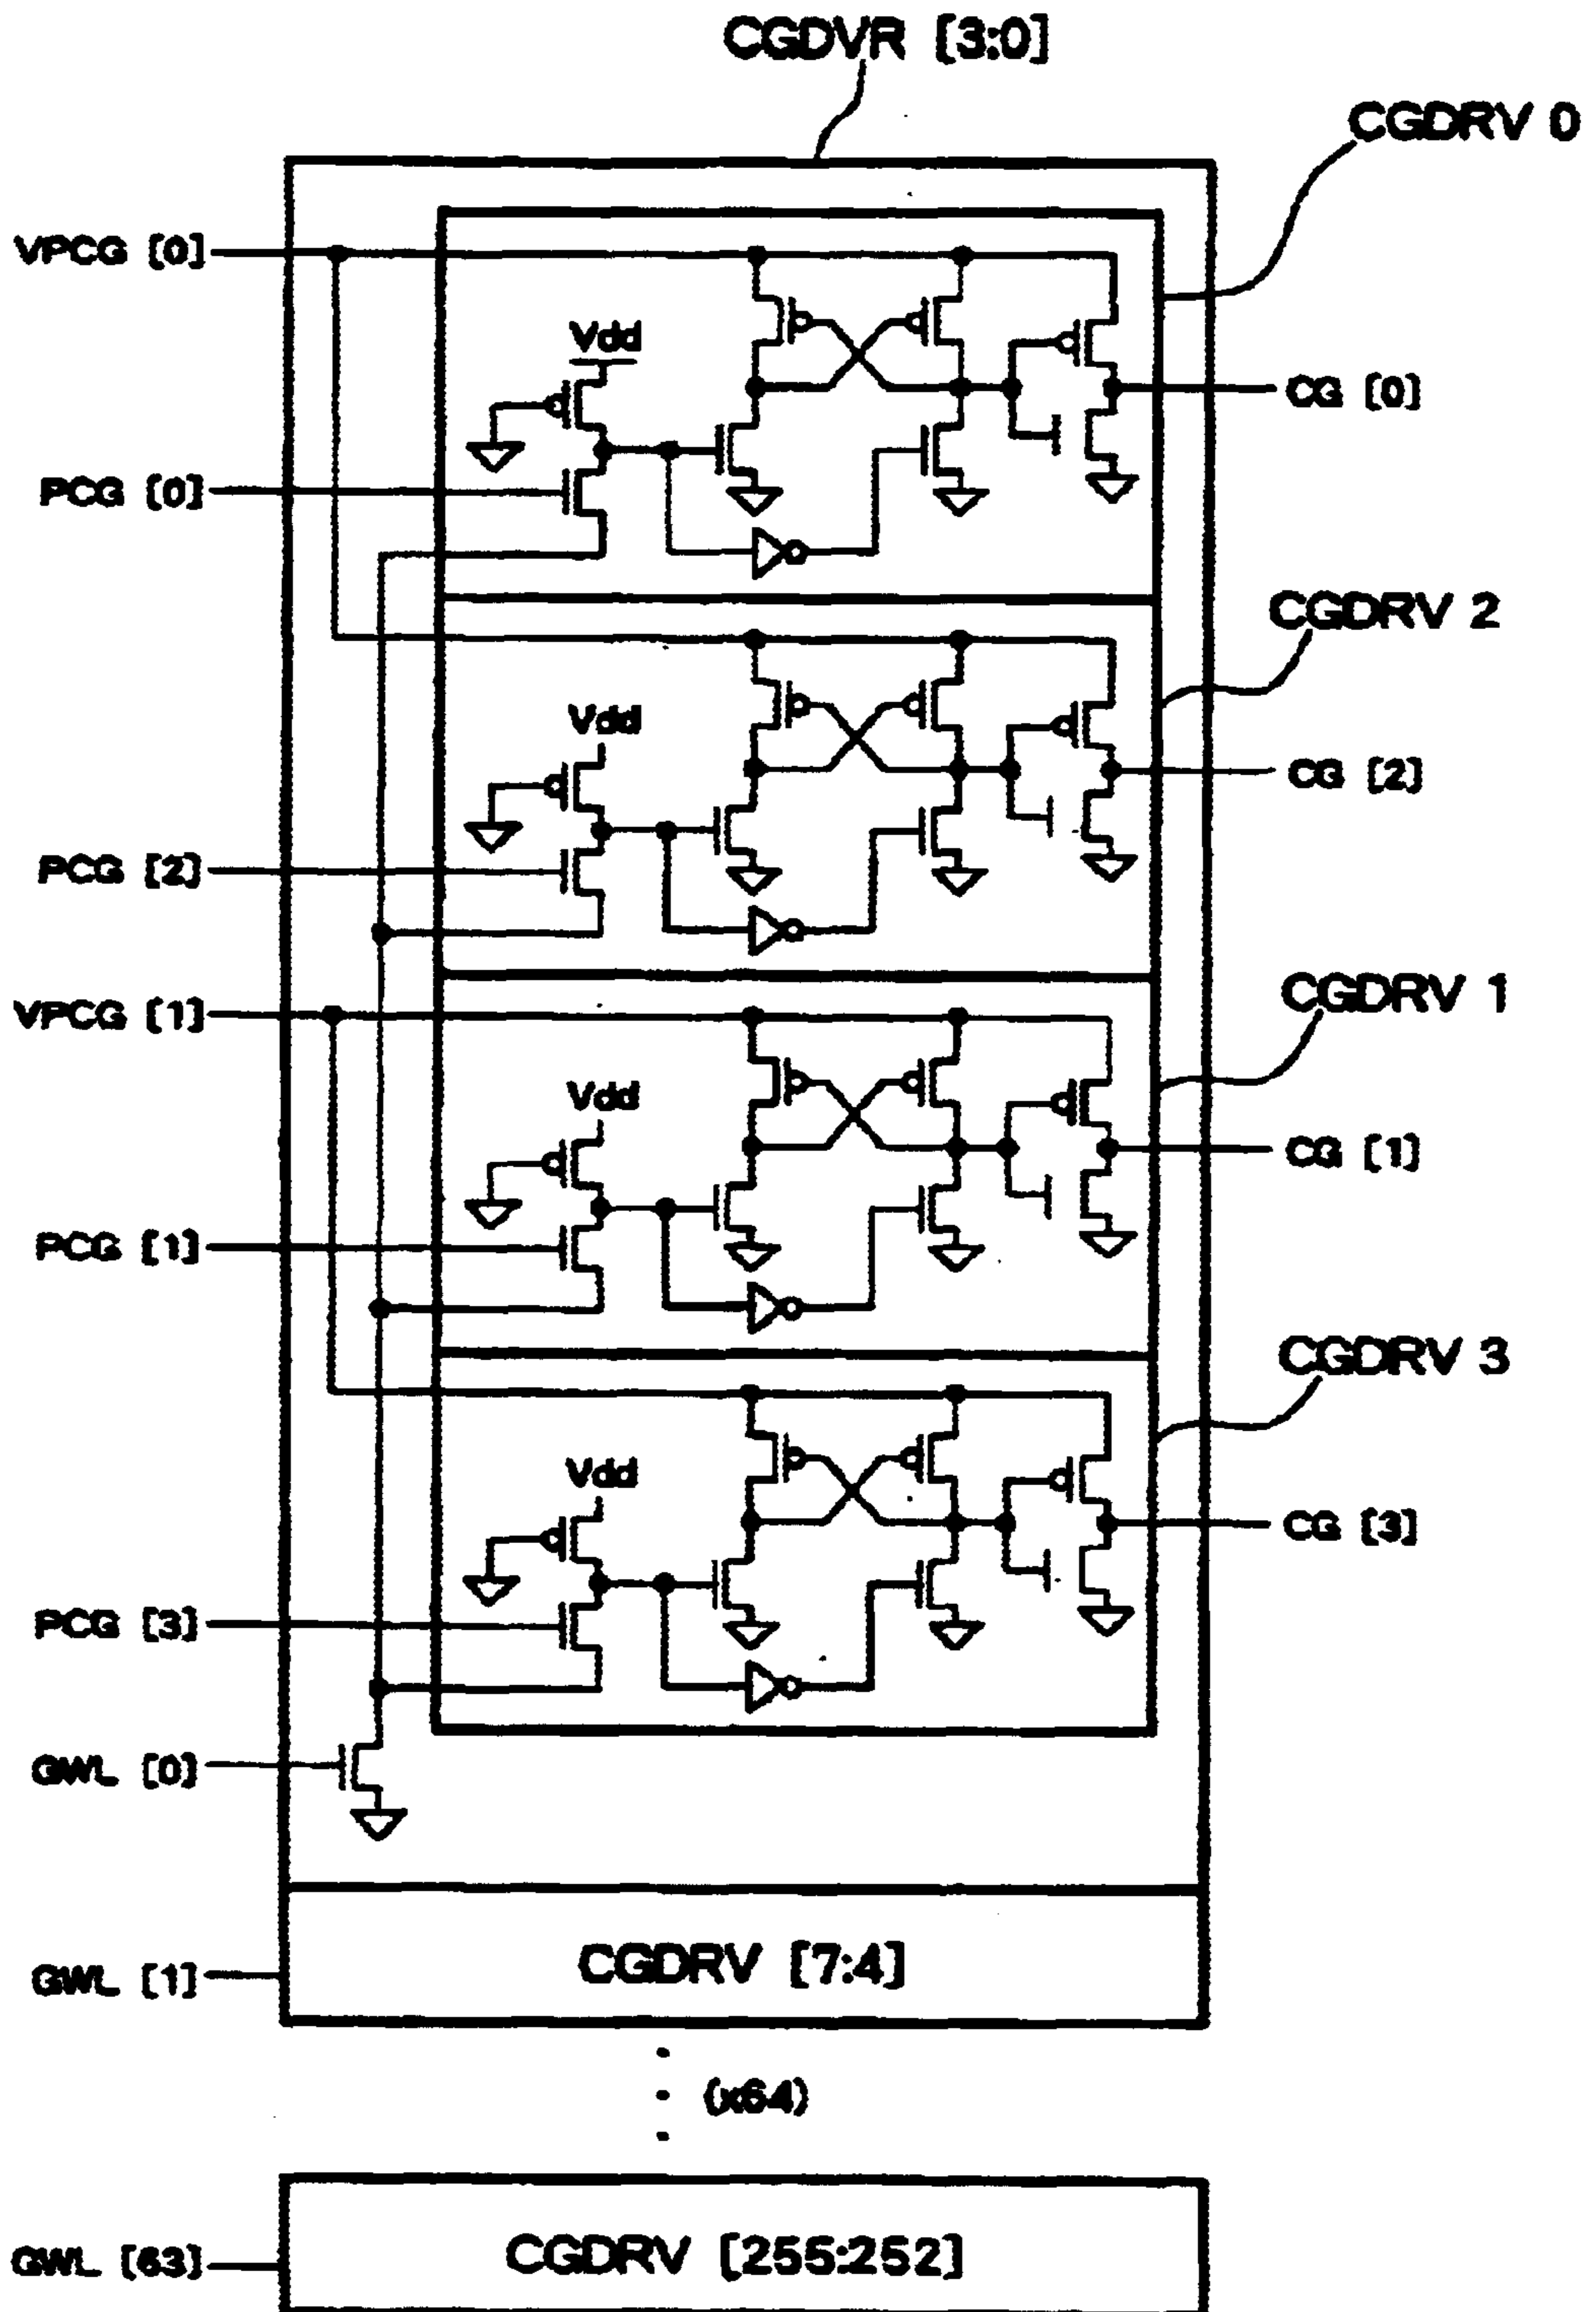 CGDVR [3:0]
CGDRV 0
VPCG [0]
Vdd
CG [0]
PCG [0]
CGDRV 2
Vdd
CG [2]
PCG [2]
CGDRV 1
VPCG [1]
Vdd
CG [1]
PCG [1]
CGDRV 3
Vdd
CG [3]
PCG [3]
GWL [0]
CGDRV [7:4]
GWL [1]
(x64)
CGDRV [255:252]
GWL [63]